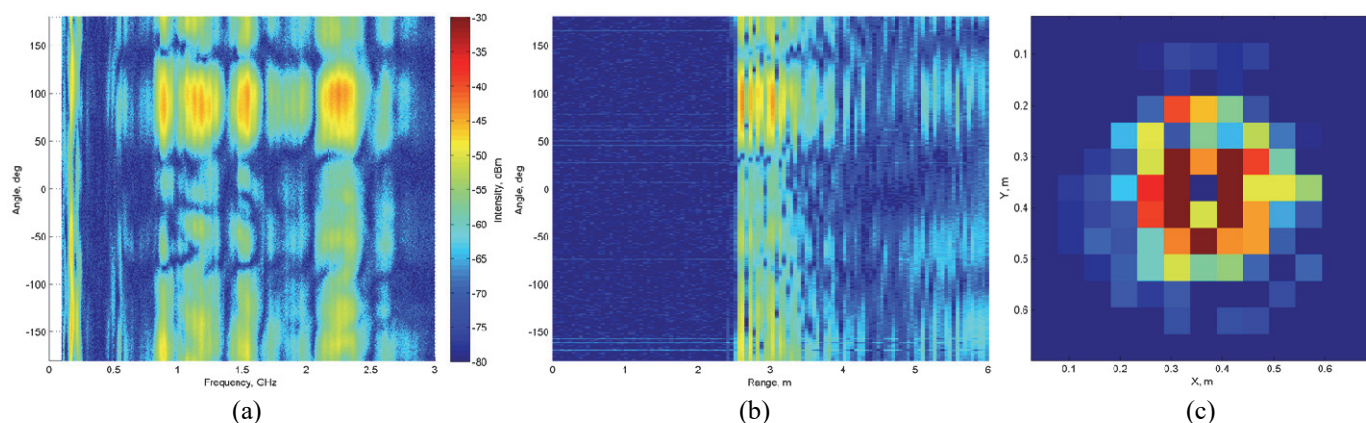 150
100
50
0
-50
-100
-150
Angle, deg
0 0.5 1 1.5 2 2.5 3
Frequency, GHz
-30
-35
-40
-45
-50
-55
-60
-65
-70
-75
-80
Intensity, dBm
(a)
150
100
50
0
-50
-100
-150
Angle, deg
0 1 2 3 4 5 6
Range, m
(b)
0.1
0.2
0.3
0.4
0.5
0.6
Y, m
0.1 0.2 0.3 0.4 0.5 0.6
X, m
(c)